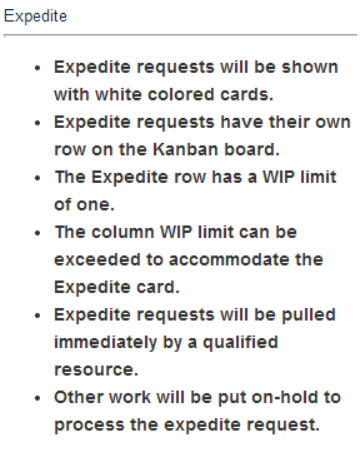 Expedite
• Expedite requests will be shown
with white colored cards.
• Expedite requests have their own
row on the Kanban board.
• The Expedite row has a WIP limit
of one.
• The column WIP limit can be
exceeded to accommodate the
Expedite card.
• Expedite requests will be pulled
immediately by a qualified
resource.
• Other work will be put on-hold to
process the expedite request.